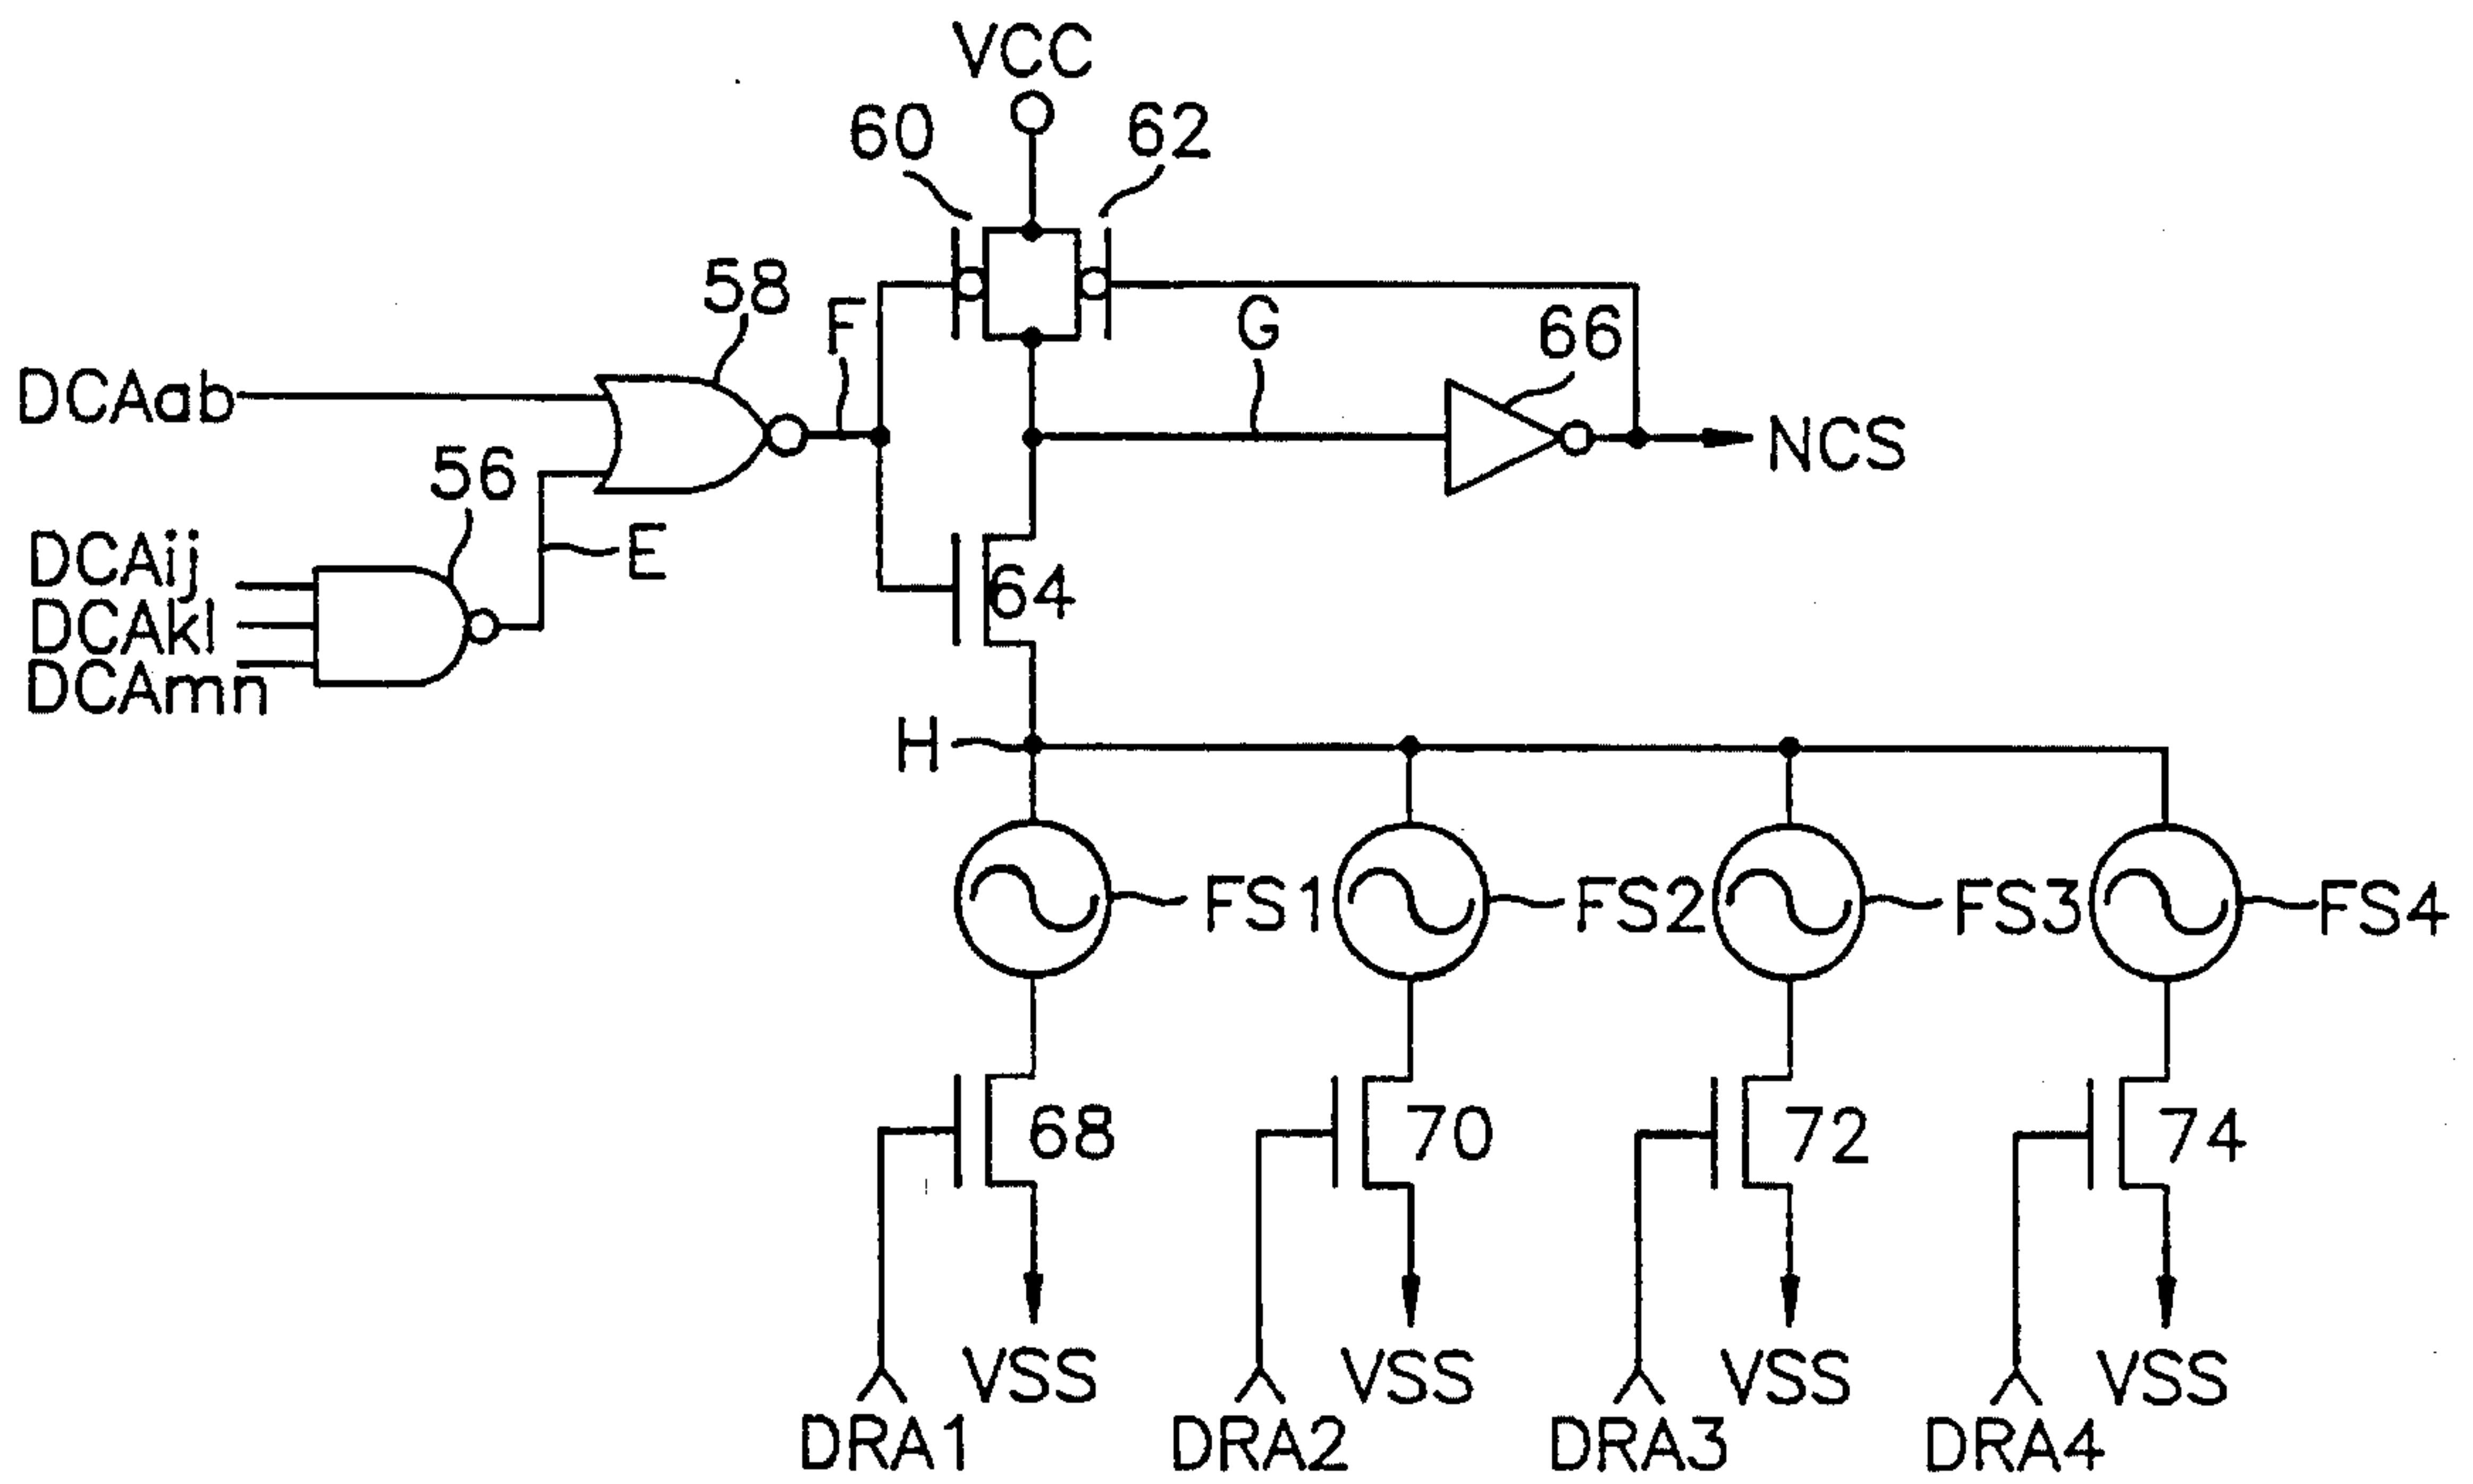 VCC
60
62
58
F
G
66
DCAab
NCS
56
E
DCAij
DCAkl
DCAmn
64
H
FS1
FS2
FS3
FS4
68
70
72
74
VSS
VSS
VSS
VSS
DRA1
DRA2
DRA3
DRA4